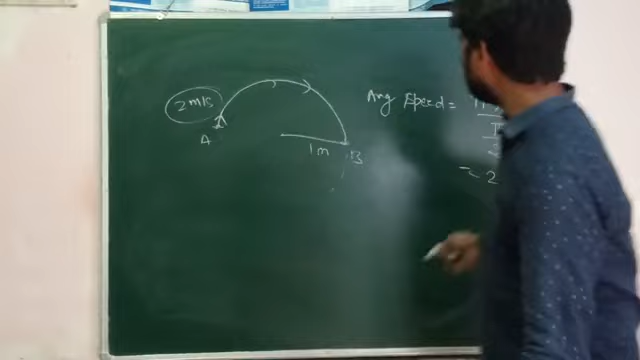 2 m/s
A
1 m
B
Avg Speed =
= 2